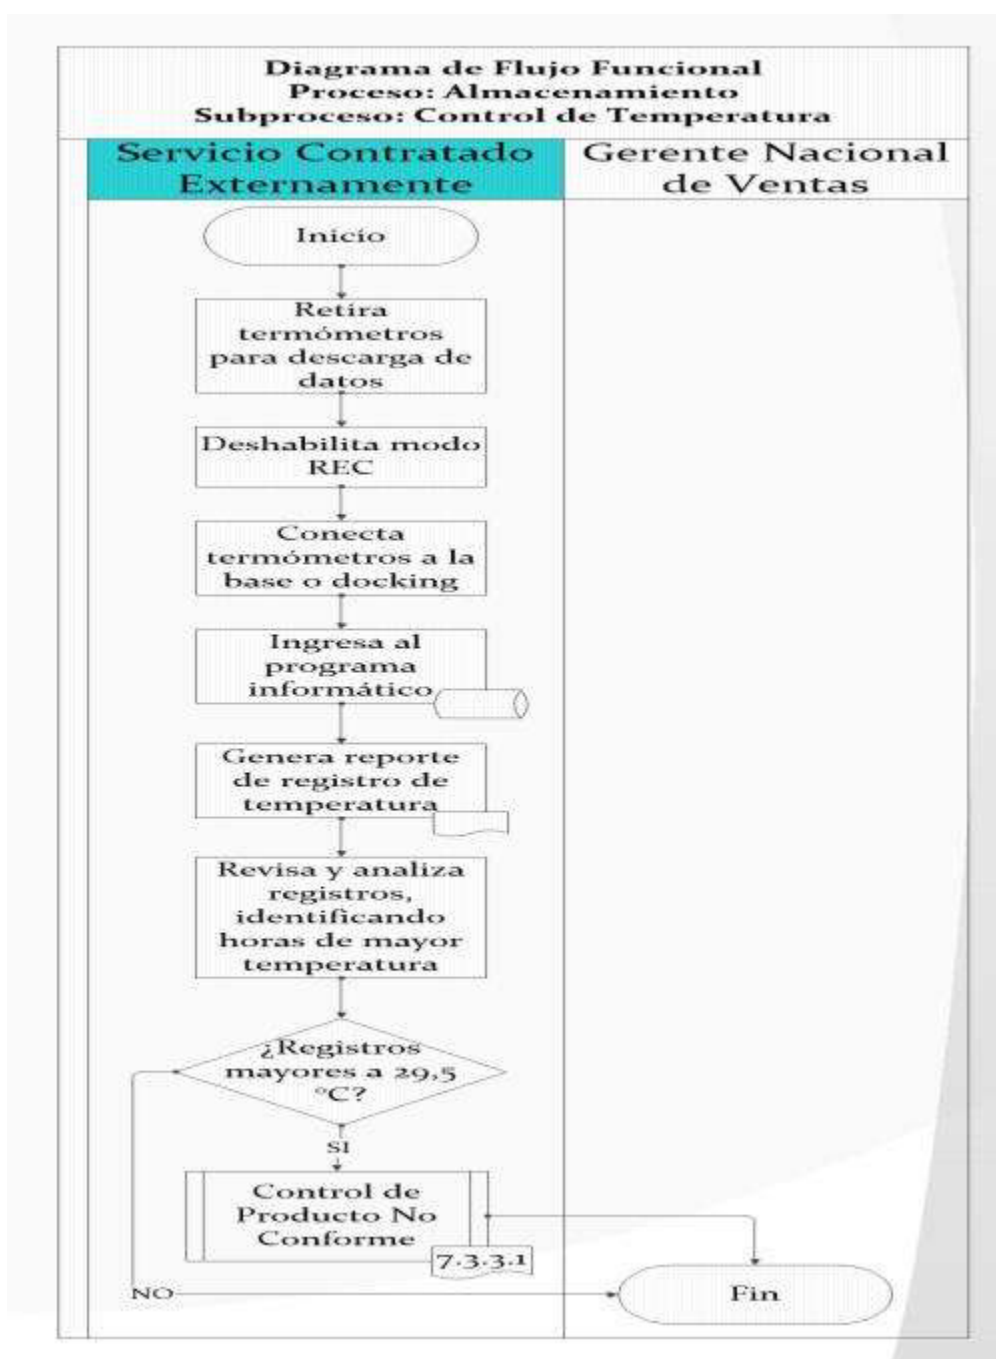 Diagrama de Flujo Funcional
Proceso: Almacenamiento
Subproceso: Control de Temperatura
Servicio Contratado
Externamente
Gerente Nacional
de Ventas
Inicio
Retira
termómetros
para descarga de
datos
Deshabilita modo
REC
Conecta
termómetros a la
base o docking
Ingresa al
programa
informático
Genera reporte
de registro de
temperatura
Revisa y analiza
registros,
identificando
horas de mayor
temperatura
¿Registros
mayores a 29,5
°C?
SI
Control de
Producto No
Conforme
7.3.3.1
NO
Fin